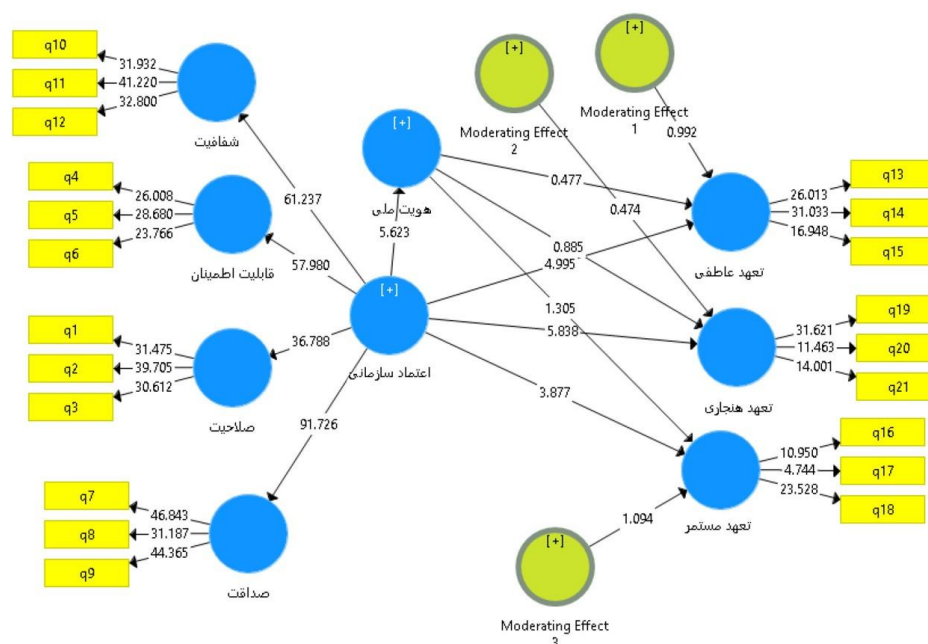 [+]
[+]
q10
31.932
q11
41.220
q12
32.800
شفافیت
Moderating Effect
1
Moderating Effect
2
0.992
[+]
هویت ملی
q4
26.008
q5
28.680
q6
23.766
قابلیت اطمینان
61.237
57.980
5.623
0.477
0.474
q13
26.013
q14
31.033
q15
16.948
تعهد عاطفی
0.885
4.995
1.305
[+]
اعتماد سازمانی
q1
31.475
q2
39.705
q3
30.612
صلاحیت
36.788
5.838
q19
31.621
q20
11.463
q21
14.001
تعهد هنجاری
91.726
3.877
q16
10.950
q17
4.744
q18
23.528
تعهد مستمر
q7
46.843
q8
31.187
q9
44.365
صداقت
1.094
[+]
Moderating Effect
3